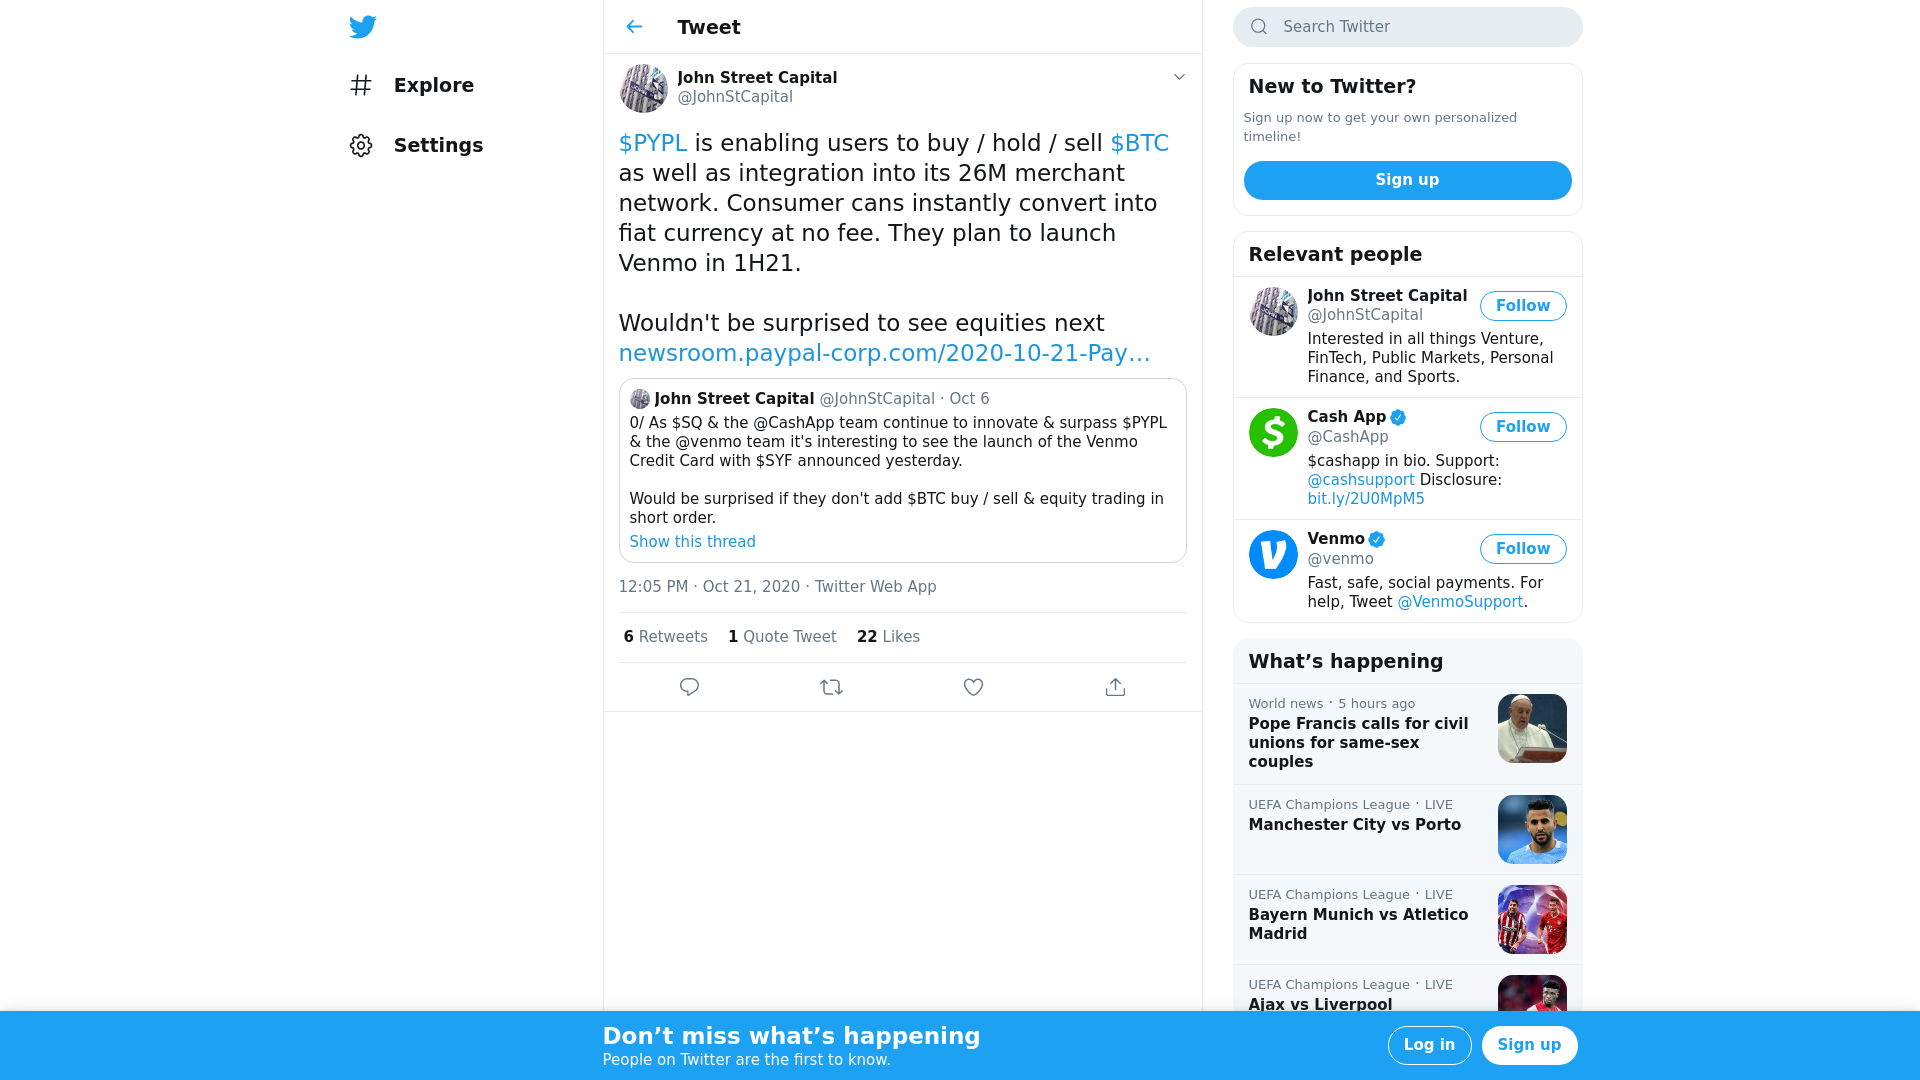 Explore
Settings
Tweet
John Street Capital
@JohnStCapital
$PYPL is enabling users to buy / hold / sell $BTC
as well as integration into its 26M merchant
network. Consumer cans instantly convert into
fiat currency at no fee. They plan to launch
Venmo in 1H21.
Wouldn't be surprised to see equities next
newsroom.paypal-corp.com/2020-10-21-Pay…
John Street Capital @JohnStCapital · Oct 6
0/ As $SQ & the @CashApp team continue to innovate & surpass $PYPL
& the @venmo team it's interesting to see the launch of the Venmo
Credit Card with $SYF announced yesterday.
Would be surprised if they don't add $BTC buy / sell & equity trading in
short order.
Show this thread
12:05 PM · Oct 21, 2020 · Twitter Web App
6 Retweets 1 Quote Tweet 22 Likes
Search Twitter
New to Twitter?
Sign up now to get your own personalized
timeline!
Sign up
Relevant people
John Street Capital
@JohnStCapital
Follow
Interested in all things Venture,
FinTech, Public Markets, Personal
Finance, and Sports.
Cash App
@CashApp
Follow
$cashapp in bio. Support:
@cashsupport Disclosure:
bit.ly/2U0MpM5
Venmo
@venmo
Follow
Fast, safe, social payments. For
help, Tweet @VenmoSupport.
What’s happening
World news · 5 hours ago
Pope Francis calls for civil
unions for same-sex
couples
UEFA Champions League · LIVE
Manchester City vs Porto
UEFA Champions League · LIVE
Bayern Munich vs Atletico
Madrid
UEFA Champions League · LIVE
Ajax vs Liverpool
Don’t miss what’s happening
People on Twitter are the first to know.
Log in
Sign up